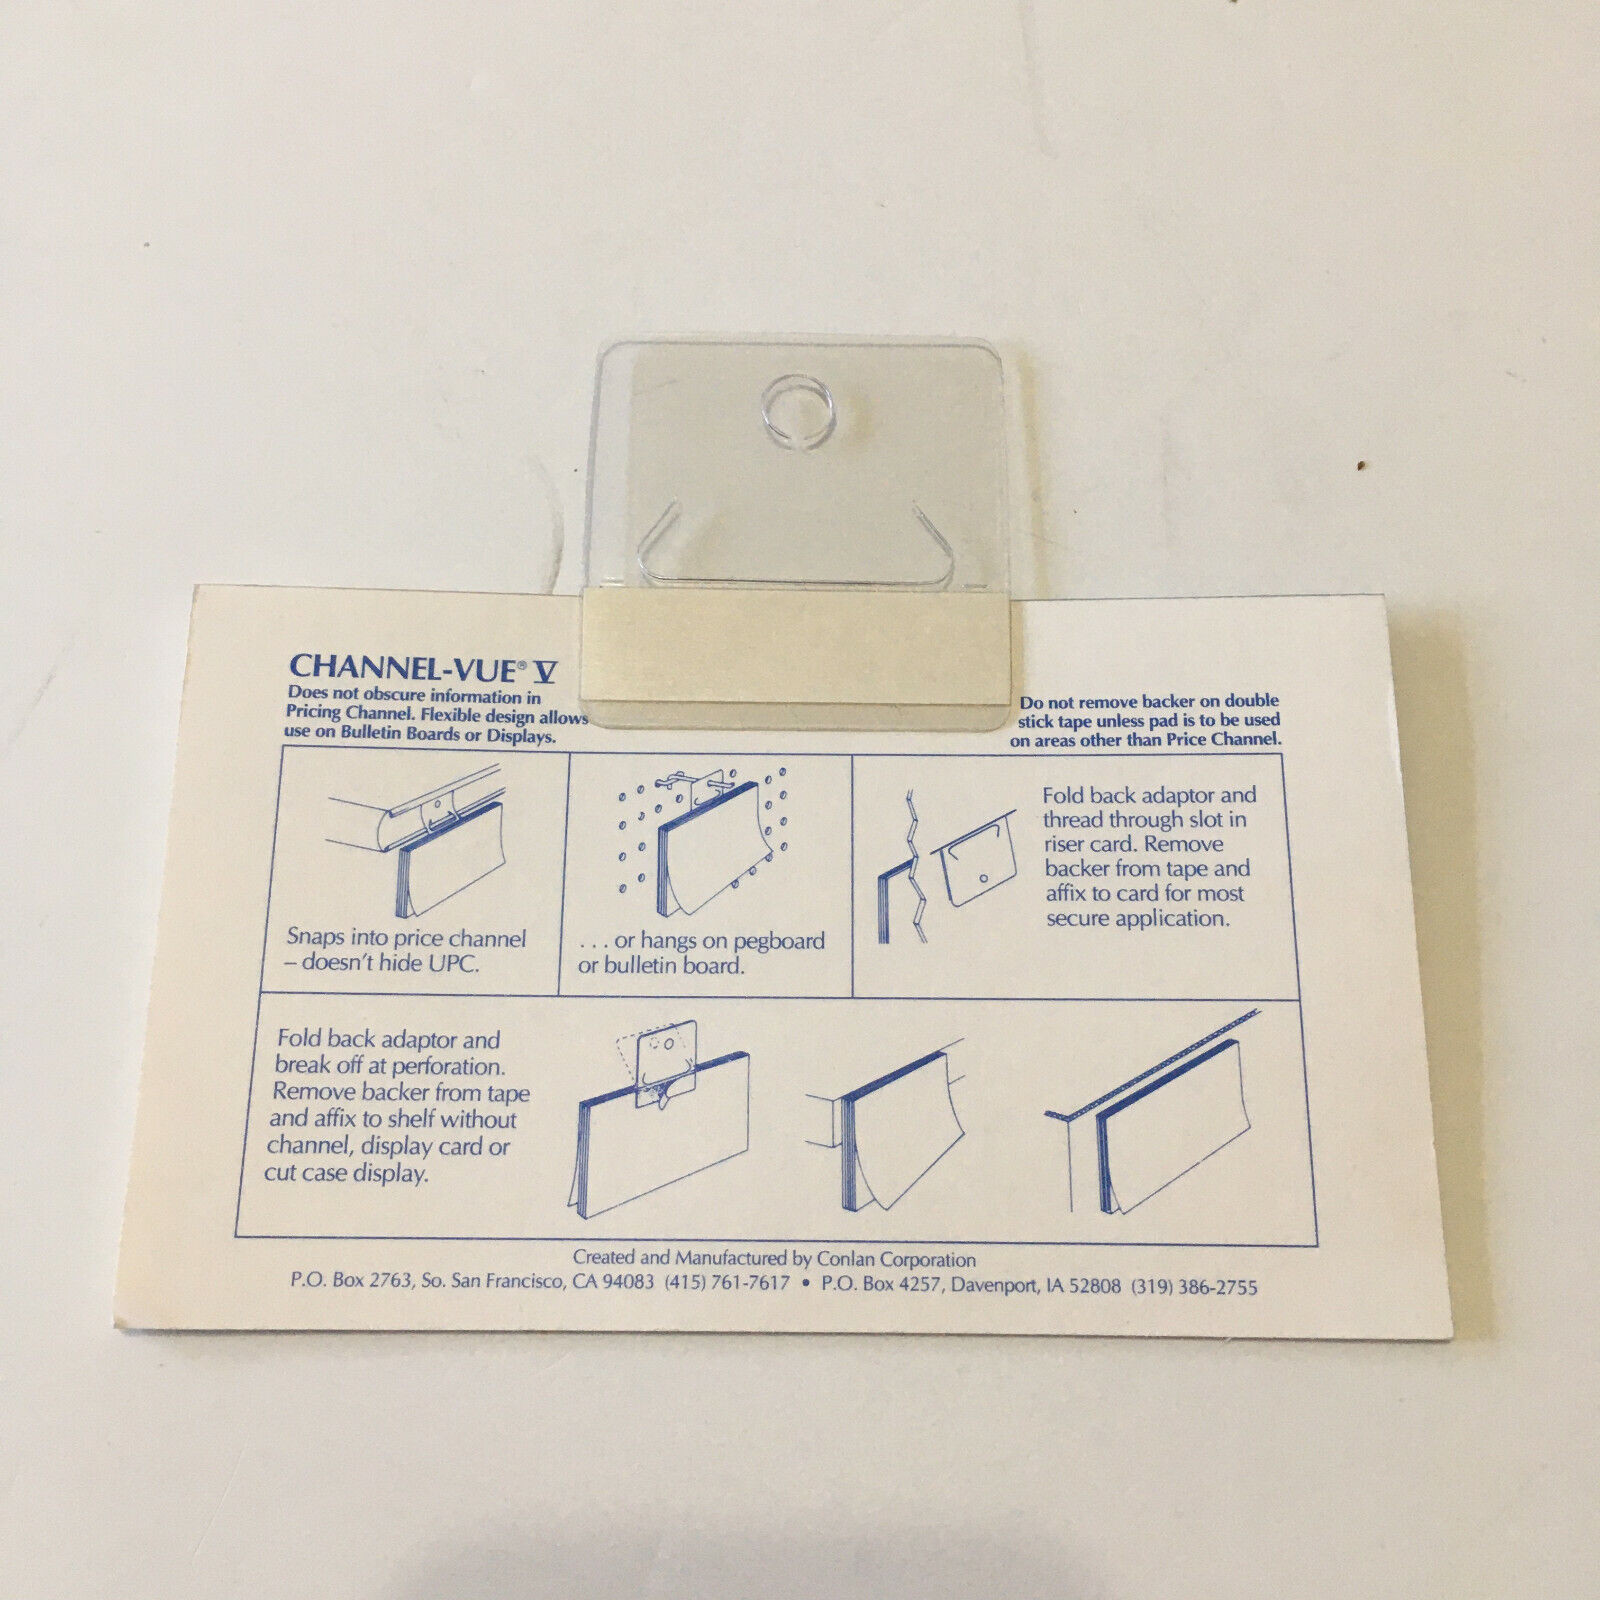 CHANNEL-VUE® V
Does not obscure information in
Pricing Channel. Flexible design allows
use on Bulletin Boards or Displays.
Do not remove backer on double
stick tape unless pad is to be used
on areas other than Price Channel.
Snaps into price channel
– doesn't hide UPC.
. . . or hangs on pegboard
or bulletin board.
Fold back adaptor and
thread through slot in
riser card. Remove
backer from tape and
affix to card for most
secure application.
Fold back adaptor and
break off at perforation.
Remove backer from tape
and affix to shelf without
channel, display card or
cut case display.
Created and Manufactured by Conlan Corporation
P.O. Box 2763, So. San Francisco, CA 94083 (415) 761-7617 • P.O. Box 4257, Davenport, IA 52808 (319) 386-2755